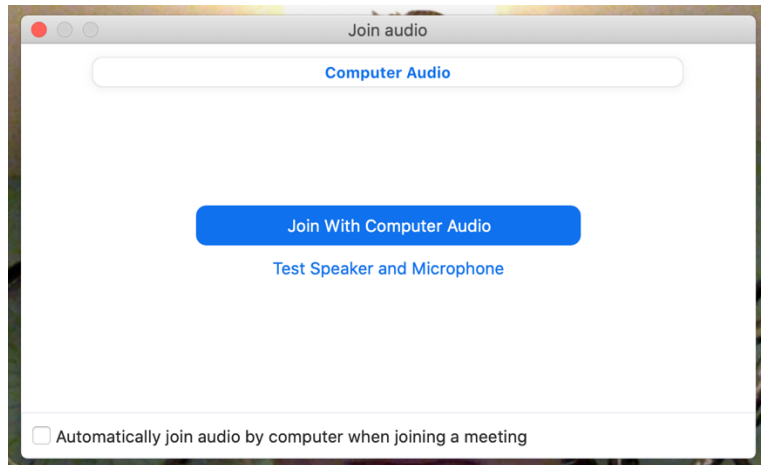 Join audio
Computer Audio
Join With Computer Audio
Test Speaker and Microphone
Automatically join audio by computer when joining a meeting